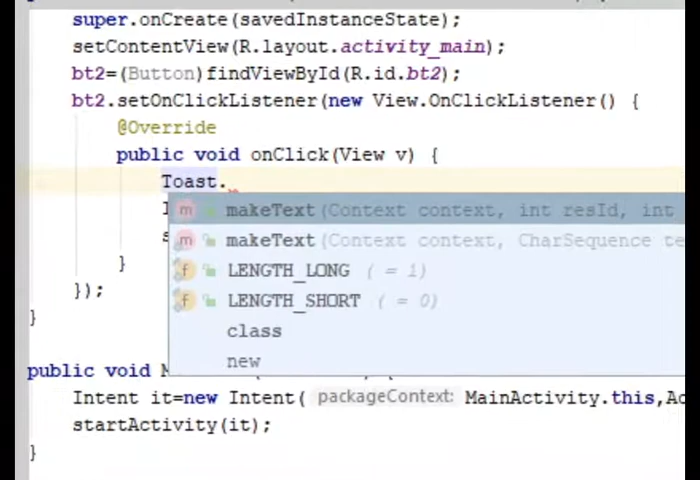 super.onCreate(savedInstanceState);
setContentView(R.layout.activity_main);
bt2=(Button)findViewById(R.id.bt2);
bt2.setOnClickListener(new View.OnClickListener() {
@Override
public void onClick(View v) {
Toast.
m makeText(Context context, int resId, int
m makeText(Context context, CharSequence te
f LENGTH_LONG ( = 1)
f LENGTH_SHORT ( = 0)
class
new
}
});
}
public void
Intent it=new Intent( packageContext: MainActivity.this,Ac
startActivity(it);
}